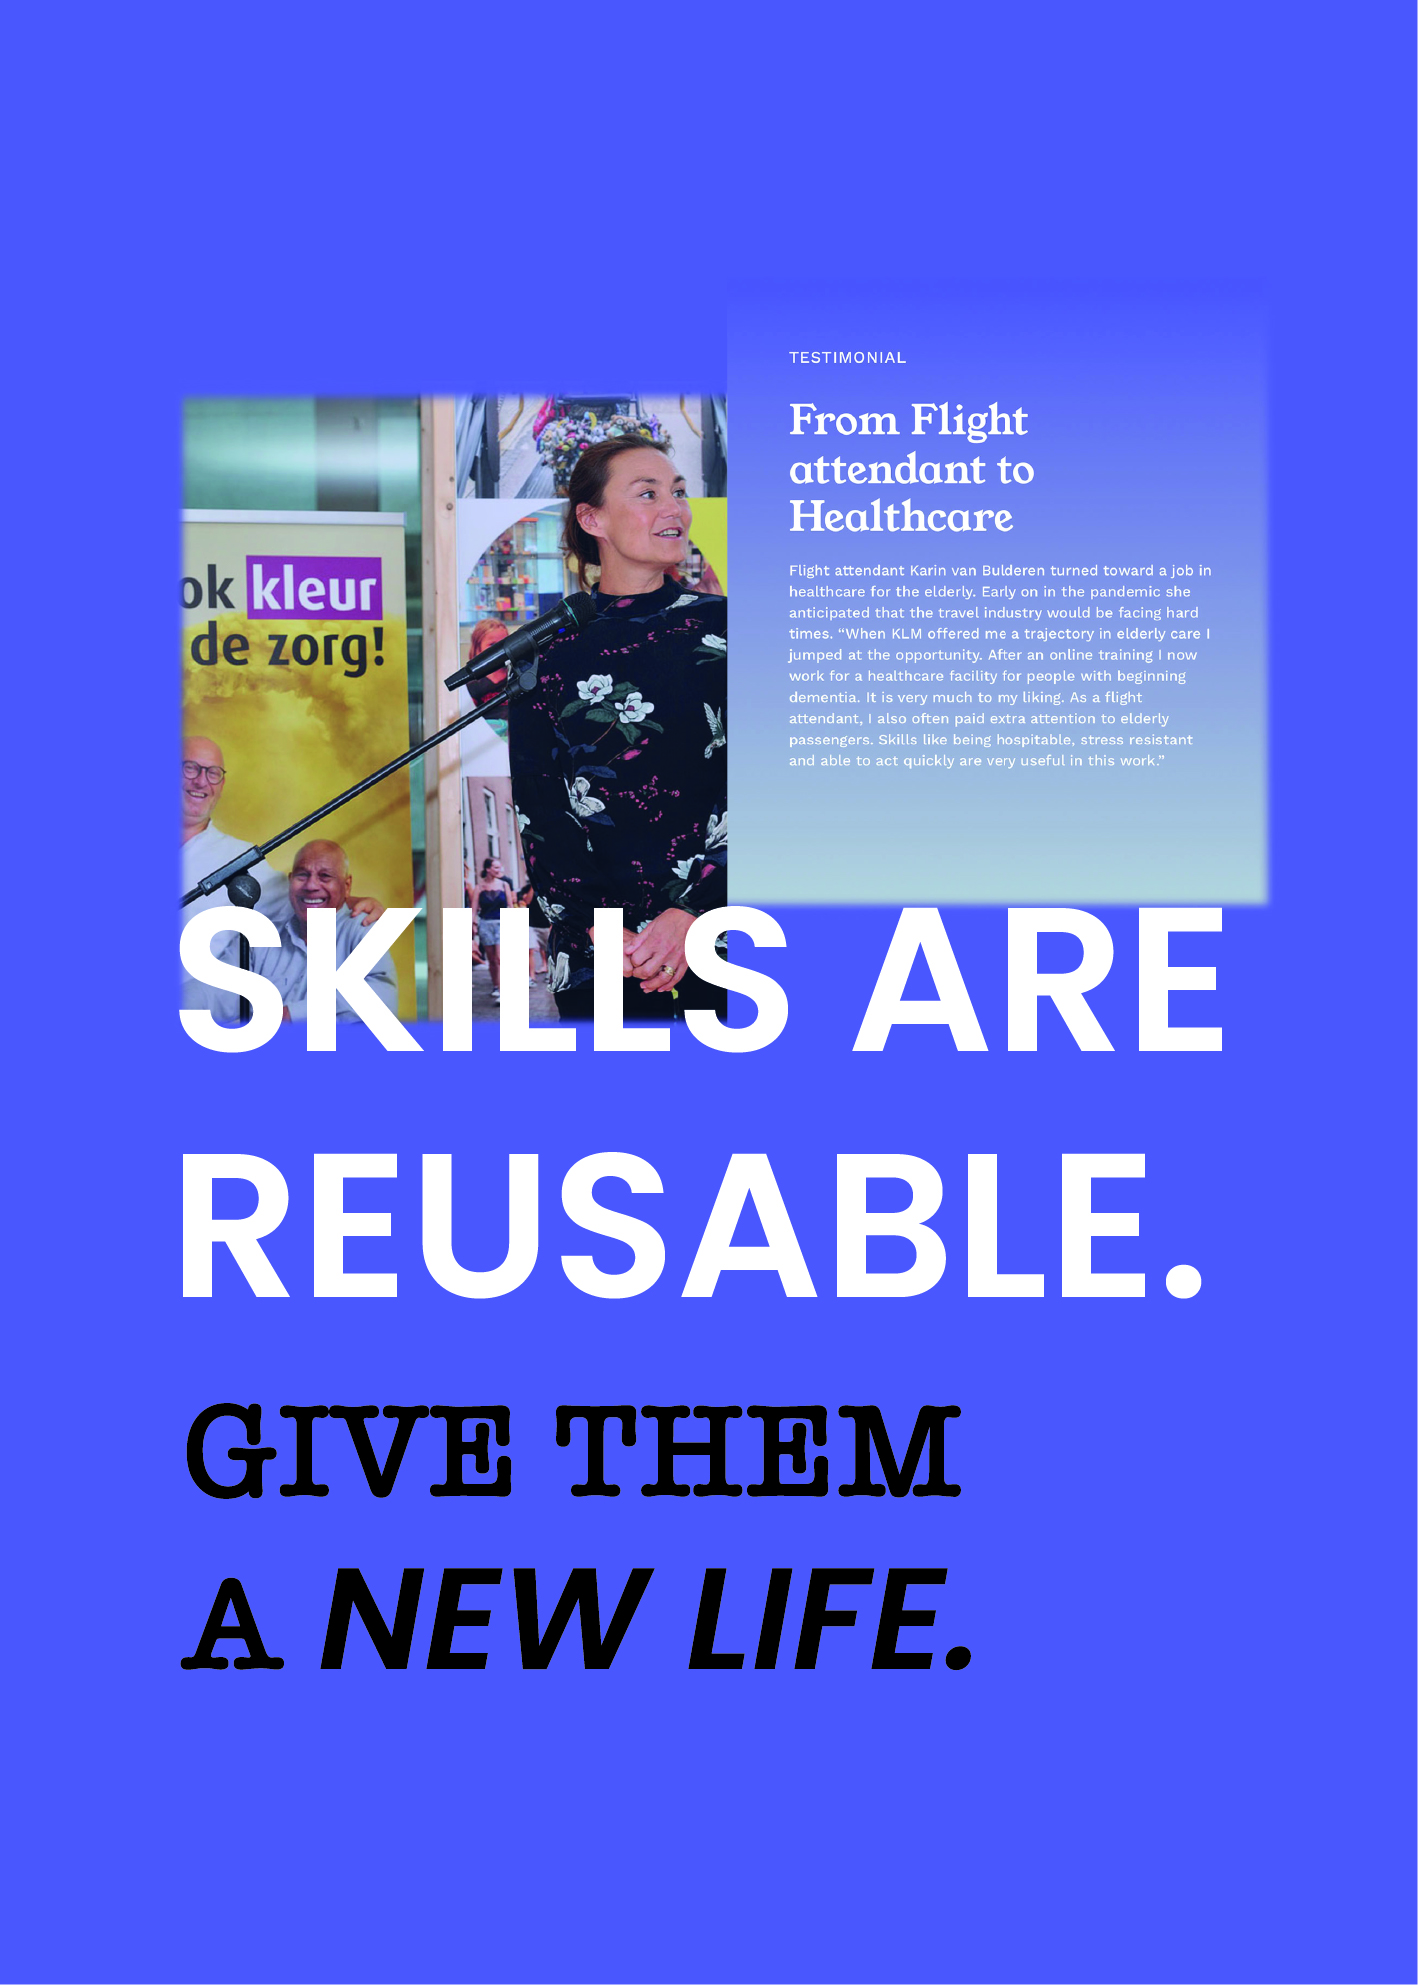 TESTIMONIAL
From Flight
attendant to
Healthcare
Flight attendant Karin van Bulderen turned toward a job in
healthcare for the elderly. Early on in the pandemic she
anticipated that the travel industry would be facing hard
times. “When KLM offered me a trajectory in elderly care I
jumped at the opportunity. After an online training I now
work for a healthcare facility for people with beginning
dementia. It is very much to my liking. As a flight
attendant, I also often paid extra attention to elderly
passengers. Skills like being hospitable, stress resistant
and able to act quickly are very useful in this work.”
ok kleur
de zorg!
SKILLS ARE
REUSABLE.
GIVE THEM
A NEW LIFE.